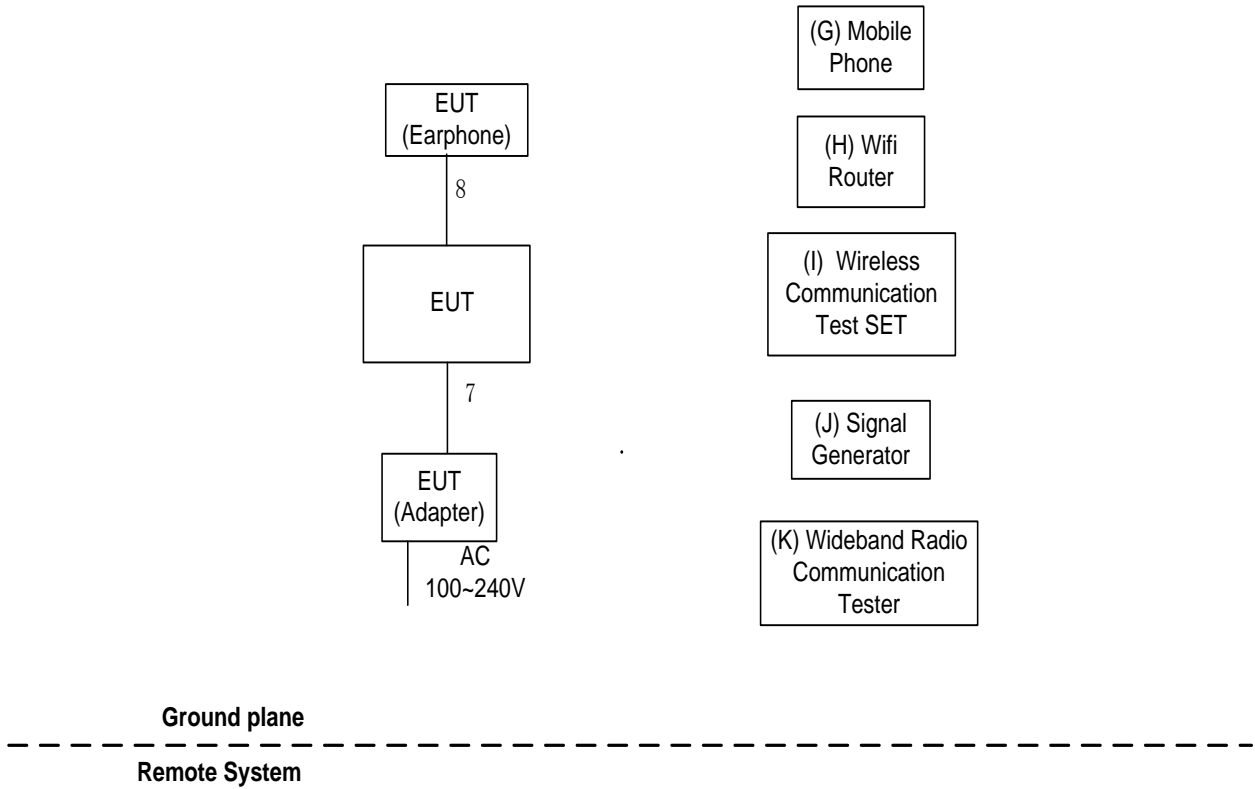 EUT
(Earphone)
8
EUT
7
EUT
(Adapter)
AC
100~240V
(G) Mobile
Phone
(H) Wifi
Router
(I) Wireless
Communication
Test SET
(J) Signal
Generator
(K) Wideband Radio
Communication
Tester
Ground plane
Remote System